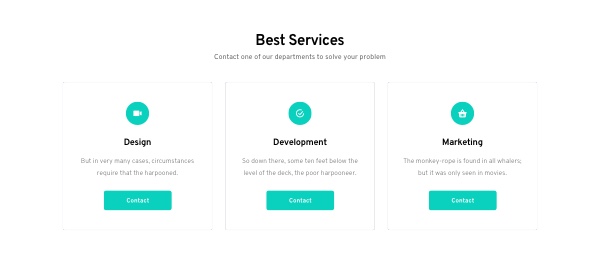 Best Services
Contact one of our departments to solve your problem
Design
But in very many cases, circumstances
require that the harpooned.
Contact
Development
So down there, some ten feet below the
level of the deck, the poor harpooneer.
Contact
Marketing
The monkey-rope is found in all whalers;
but it was only seen in movies.
Contact